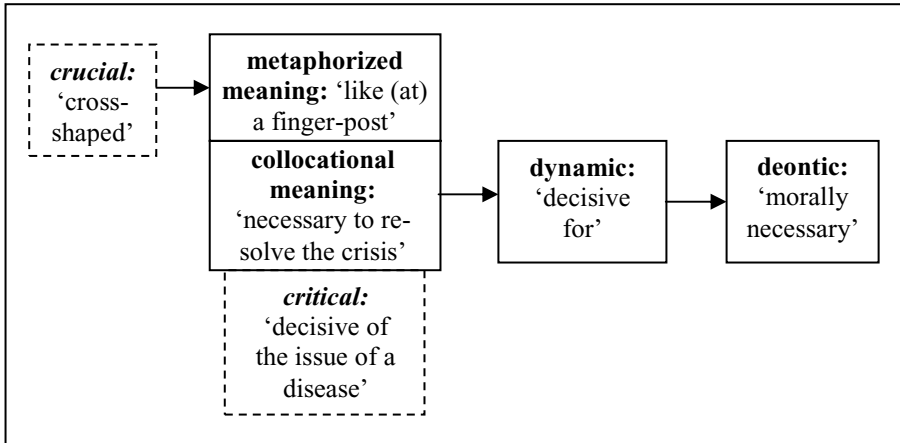 crucial:
‘cross-
shaped’
metaphorized
meaning: ‘like (at)
a finger-post’
collocational
meaning:
‘necessary to re-
solve the crisis’
critical:
‘decisive of
the issue of a
disease’
dynamic:
‘decisive
for’
deontic:
‘morally
necessary’